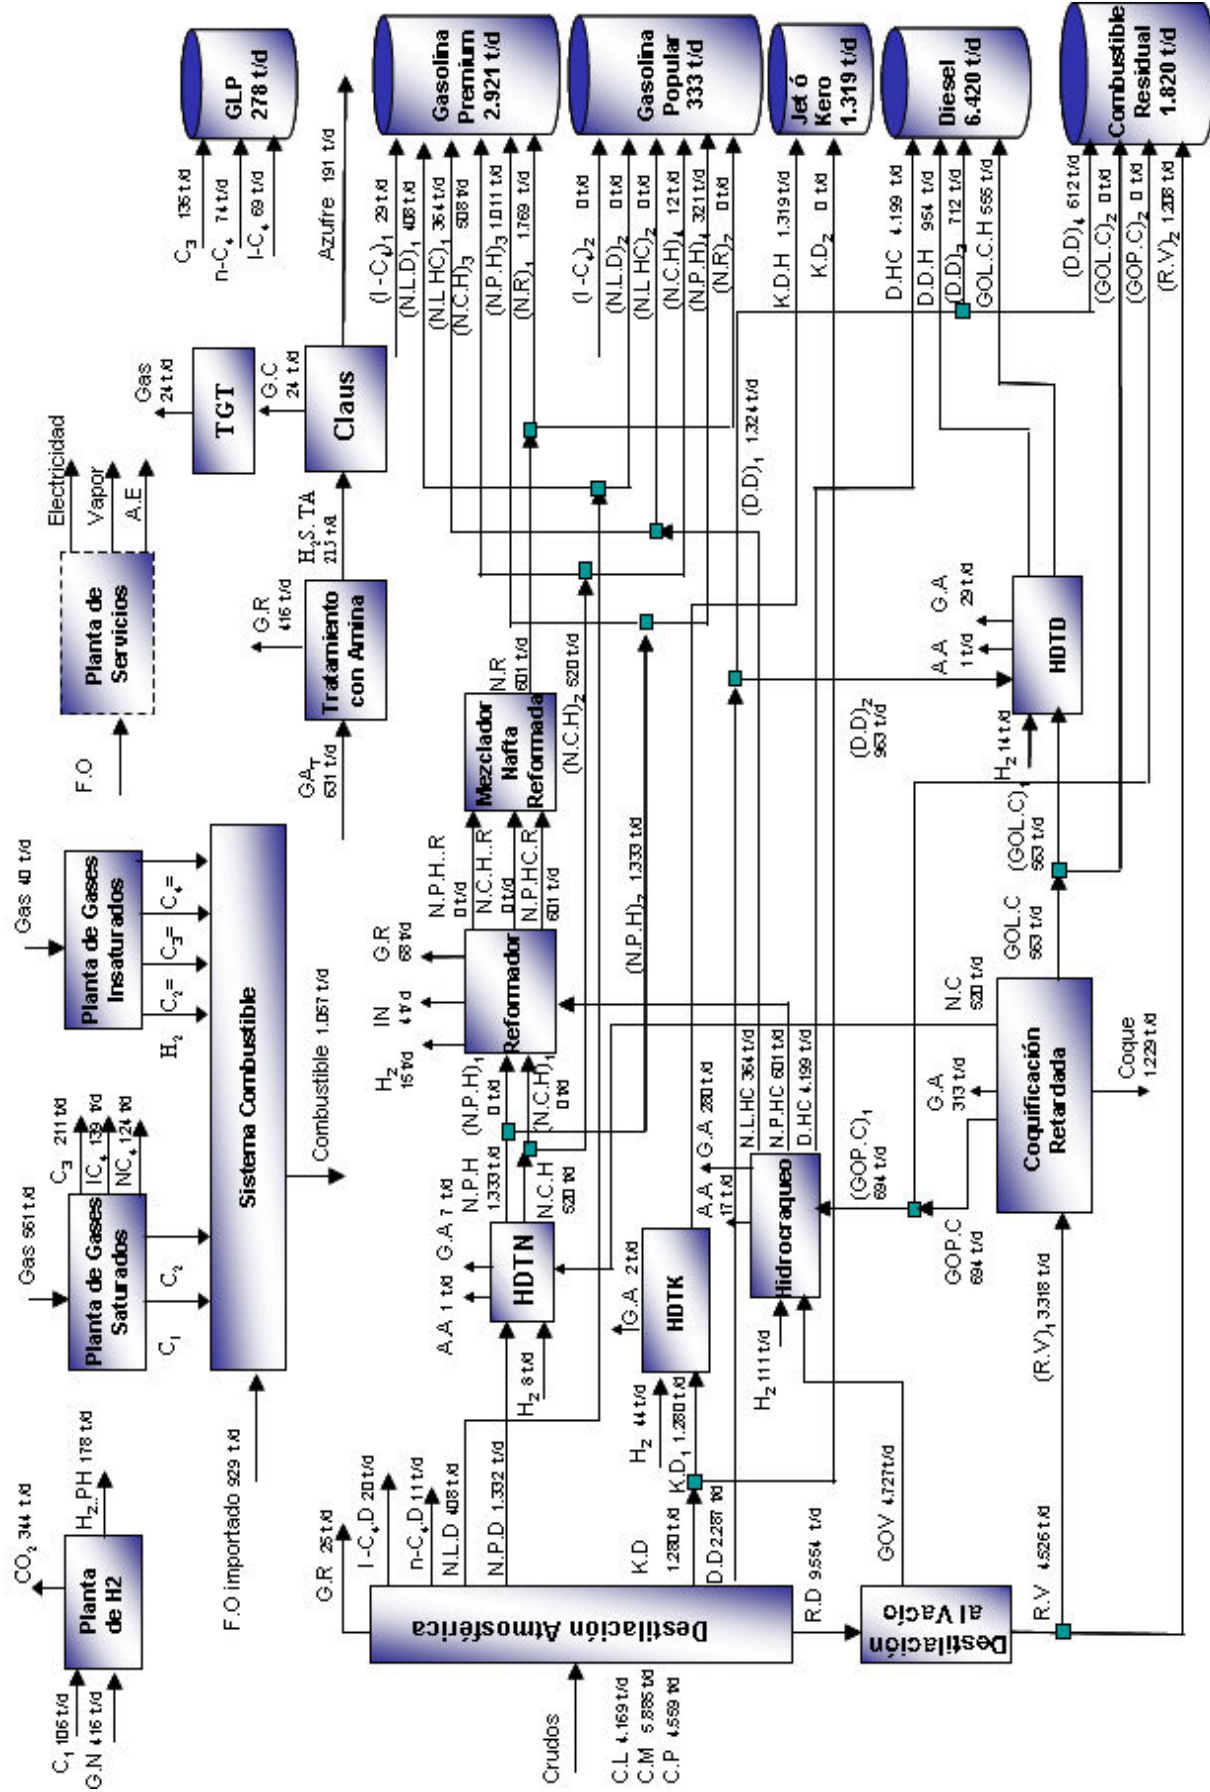 C₁ 106 t/d
G.N 416 t/d
Planta
de H2
CO₂ 344 t/d
H₂..PH 178 t/d
Gas 561 t/d
Planta de Gases
Saturados
C₃ 211 t/d
IC₄ 139 t/d
NC₄ 124 t/d
C₁
C₂
Gas 40 t/d
Planta de Gases
Insaturados
H₂
C₂=
C₃=
C₄=
F.O importado 929 t/d
Sistema Combustible
Combustible 1.057 t/d
F.O
Planta de
Servicios
Electricidad
Vapor
A.E
Gas
24 t/d
TGT
G.C
24 t/d
GAT
631 t/d
Tratamiento
con Amina
G.R
416 t/d
H₂S.TA
215 t/d
Claus
Azufre 191 t/d
C₃ 135 t/d
n-C₄ 74 t/d
I-C₄ 69 t/d
GLP
278 t/d
Crudos
C.L 4.169 t/d
C.M 5.885 t/d
C.P 4.559 t/d
Destilación Atmosférica
G.R 25 t/d
I-C₄.D 20 t/d
n-C₄.D 11 t/d
N.L.D 408 t/d
N.P.D 1.332 t/d
K.D
1.280 t/d
D.D 2.287 t/d
R.D 9.554 t/d
A.A 1 t/d
G.A 7 t/d
HDTN
H₂ 8 t/d
N.P.H
1.333 t/d
N.C.H
520 t/d
(N.P.H)₁
0 t/d
(N.C.H)₁
0 t/d
H₂
15 t/d
IN
4 t/d
G.R
68 t/d
Reformador
N.P.H..R
0 t/d
N.C.H..R
0 t/d
N.P.HC.R
601 t/d
Mezclador
Nafta
Reformada
N.R
601 t/d
(N.C.H)₂ 520 t/d
(N.P.H)₂ 1.333 t/d
(I-C₄)₁ 29 t/d
(N.L.D)₁ 408 t/d
(N.L.HC)₁ 364 t/d
(N.C.H)₃ 508 t/d
(N.P.H)₃ 1.011 t/d
(N.R)₁ 1.769 t/d
Gasolina
Premium
2.921 t/d
(I-C₄)₂ 0 t/d
(N.L.D)₂ 0 t/d
(N.L.HC)₂ 0 t/d
(N.C.H)₄ 12 t/d
(N.P.H)₄ 321 t/d
(N.R)₂ 0 t/d
Gasolina
Popular
333 t/d
H₂ 44 t/d
K.D₁ 1.280 t/d
G.A 2 t/d
HDTK
K.D.H 1.319 t/d
K.D₂ 0 t/d
Jet ó
Kero
1.319 t/d
A.A
17 t/d
G.A 280 t/d
N.L.HC 364 t/d
N.P.HC 601 t/d
D.HC 4.199 t/d
Hidrocraqueo
H₂ 111 t/d
(GOP.C)₁
694 t/d
(D.D)₁ 1.324 t/d
(D.D)₂
963 t/d
D.HC 4.199 t/d
D.D.H 954 t/d
(D.D)₃ 712 t/d
GOL.C.H 555 t/d
Diesel
6.420 t/d
Destilación
al Vacío
GOV 4.727 t/d
R.V 4.526 t/d
(R.V)₁ 3.318 t/d
GOP.C
694 t/d
G.A
313 t/d
N.C
520 t/d
Coquificación
Retardada
Coque
1.229 t/d
GOL.C
563 t/d
(GOL.C)₁
563 t/d
H₂ 14 t/d
A.A
1 t/d
G.A
29 t/d
HDTD
(D.D)₄ 612 t/d
(GOL.C)₂ 0 t/d
(GOP.C)₂ 0 t/d
(R.V)₂ 1.208 t/d
Combustible
Residual
1.820 t/d